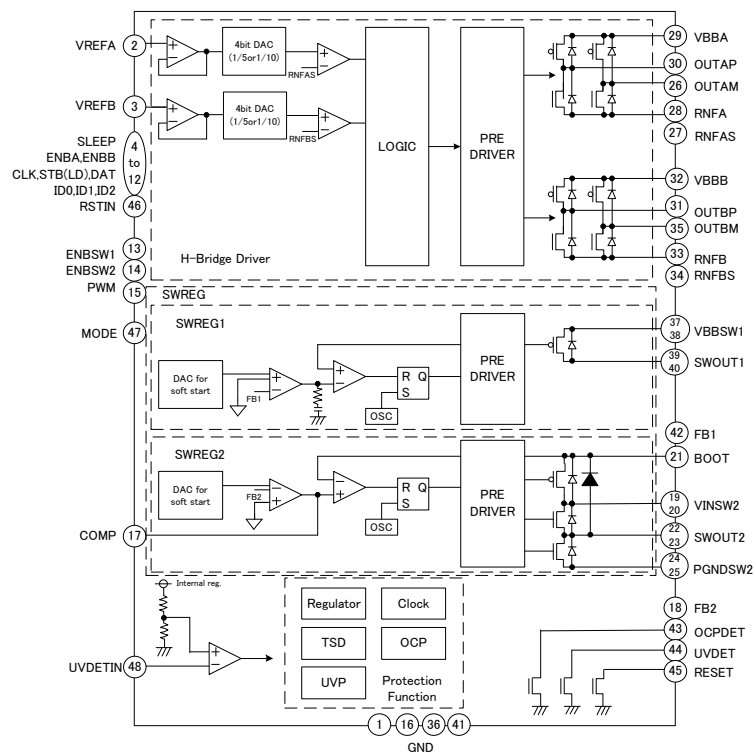 VREFA
2
4bit DAC
(1/5or1/10)
RNFAS
VREFB
3
4bit DAC
(1/5or1/10)
RNFBS
SLEEP
ENBA,ENBB
CLK,STB(LD),DAT
ID0,ID1,ID2
4
to
12
RSTIN
46
LOGIC
PRE
DRIVER
H-Bridge Driver
29
VBBA
30
OUTAP
26
OUTAM
28
RNFA
27
RNFAS
32
VBBB
31
OUTBP
35
OUTBM
33
RNFB
34
RNFBS
ENBSW1
13
ENBSW2
14
PWM
15
MODE
47
SWREG
SWREG1
DAC for
soft start
FB1
R Q
S
OSC
PRE
DRIVER
37
38
VBBSW1
39
40
SWOUT1
42
FB1
SWREG2
DAC for
soft start
FB2
R Q
S
OSC
PRE
DRIVER
21
BOOT
19
20
VINSW2
22
23
SWOUT2
24
25
PGNDSW2
COMP
17
18
FB2
Internal reg.
UVDETIN
48
Regulator
Clock
TSD
OCP
UVP
Protection
Function
43
OCPDET
44
UVDET
45
RESET
1
16
36
41
GND